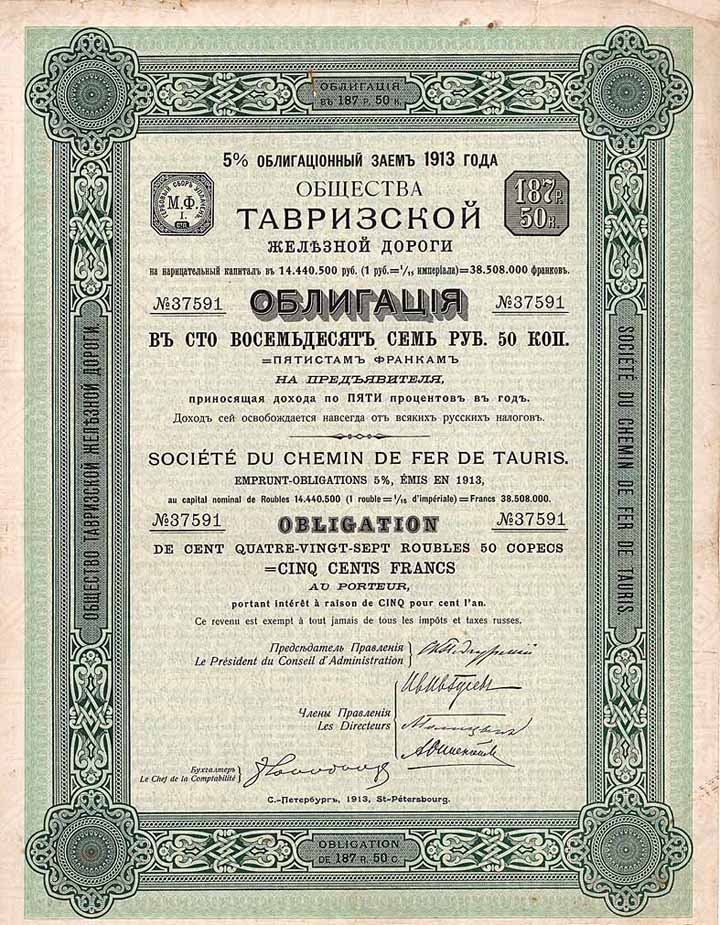 ОБЛИГАЦІЯ
въ 187 р. 50 к.
5% ОБЛИГАЦІОННЫЙ ЗАЕМЪ 1913 ГОДА
ОБЩЕСТВА
ТАВРИЗСКОЙ
ЖЕЛѢЗНОЙ ДОРОГИ
М.Ф.
I.
187 Р.
50 К.
на нарицательный капиталъ въ 14.440.500 руб. (1 руб.=1/15 имперіала)=38.508.000 франковъ.
№37591
ОБЛИГАЦІЯ
№37591
ВЪ СТО ВОСЕМЬДЕСЯТЪ СЕМЬ РУБ. 50 КОП.
=ПЯТИСТАМЪ ФРАНКАМЪ
НА ПРЕДЪЯВИТЕЛЯ,
приносящая дохода по ПЯТИ процентовъ въ годъ.
Доходъ сей освобождается навсегда отъ всякихъ русскихъ налоговъ.
SOCIÉTÉ DU CHEMIN DE FER DE TAURIS.
EMPRUNT-OBLIGATIONS 5%, ÉMIS EN 1913,
au capital nominal de Roubles 14.440.500 (1 rouble=1/15 d'impériale)=Francs 38.508.000.
№37591
OBLIGATION
№37591
DE CENT QUATRE-VINGT-SEPT ROUBLES 50 COPECS
=CINQ CENTS FRANCS
AU PORTEUR,
portant intérêt à raison de CINQ pour cent l'an.
Ce revenu est exempt à tout jamais de tous les impôts et taxes russes.
Предсѣдатель Правленія
Le Président du Conseil d'Administration
Члены Правленія
Les Directeurs
Бухгалтеръ
Le Chef de la Comptabilité
С.-Петербургъ, 1913, St-Pétersbourg.
ОБЩЕСТВО ТАВРИЗСКОЙ ЖЕЛѢЗНОЙ ДОРОГИ
SOCIÉTÉ DU CHEMIN DE FER DE TAURIS
OBLIGATION
DE 187 R. 50 C.